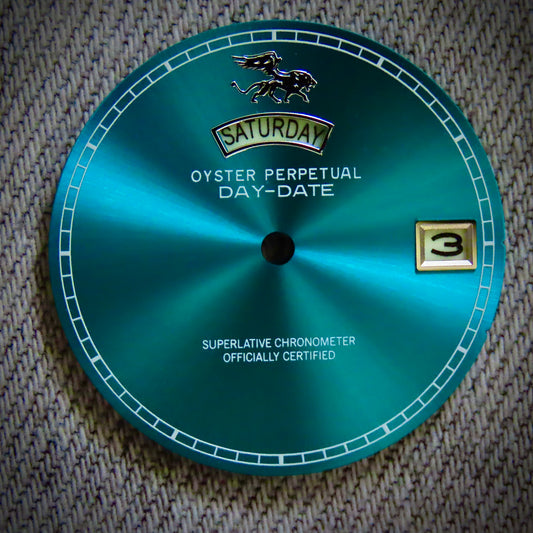 SATURDAY
OYSTER PERPETUAL
DAY-DATE
3
SUPERLATIVE CHRONOMETER
OFFICIALLY CERTIFIED